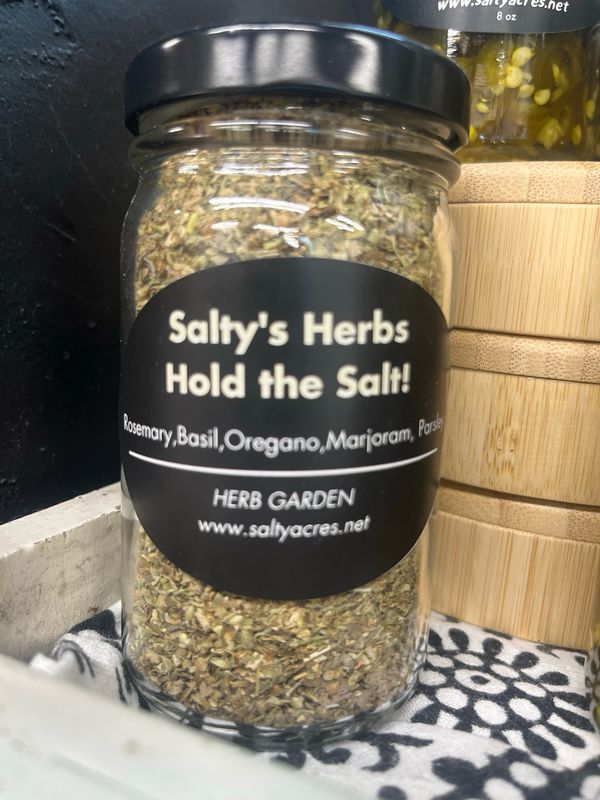 www.saltyacres.net
8 oz
Salty's Herbs
Hold the Salt!
Rosemary,Basil,Oregano,Marjoram, Parsley
HERB GARDEN
www.saltyacres.net